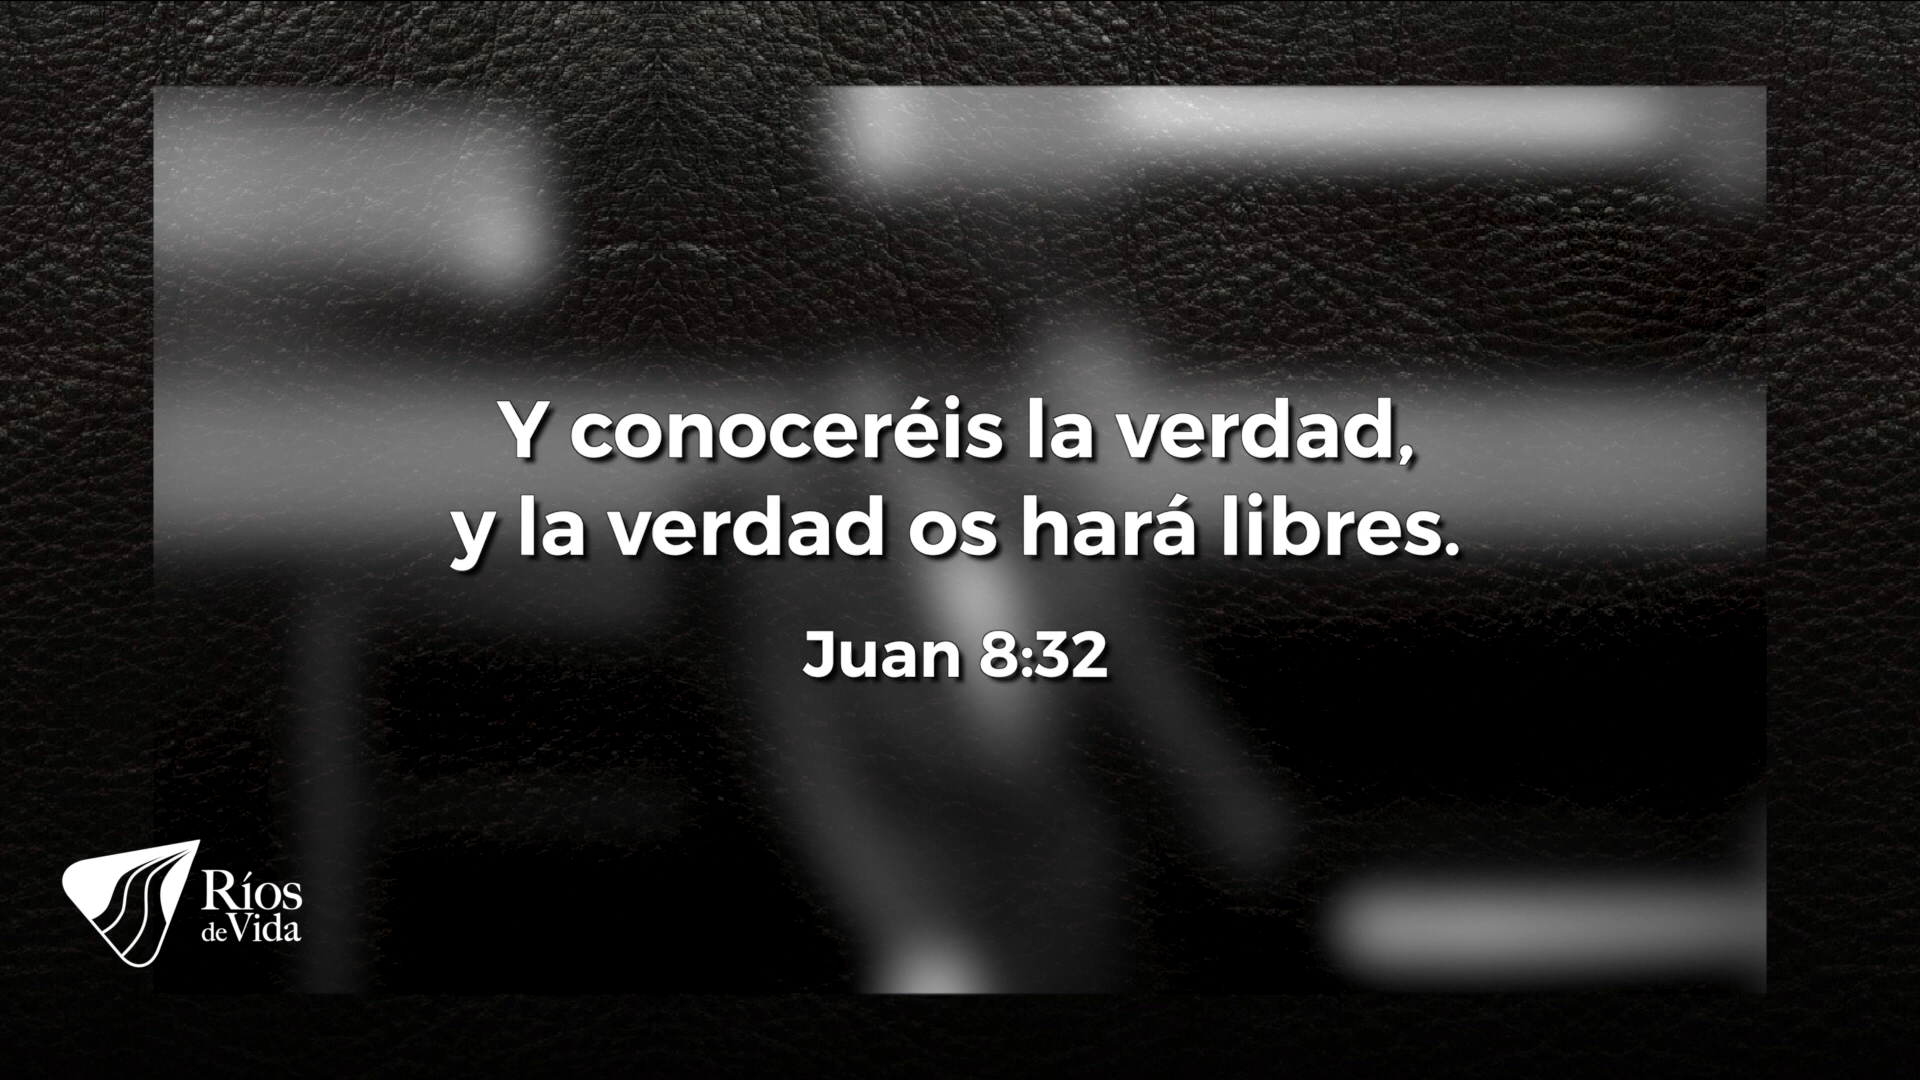 Y conoceréis la verdad,
y la verdad os hará libres.
Juan 8:32
Ríos
de Vida